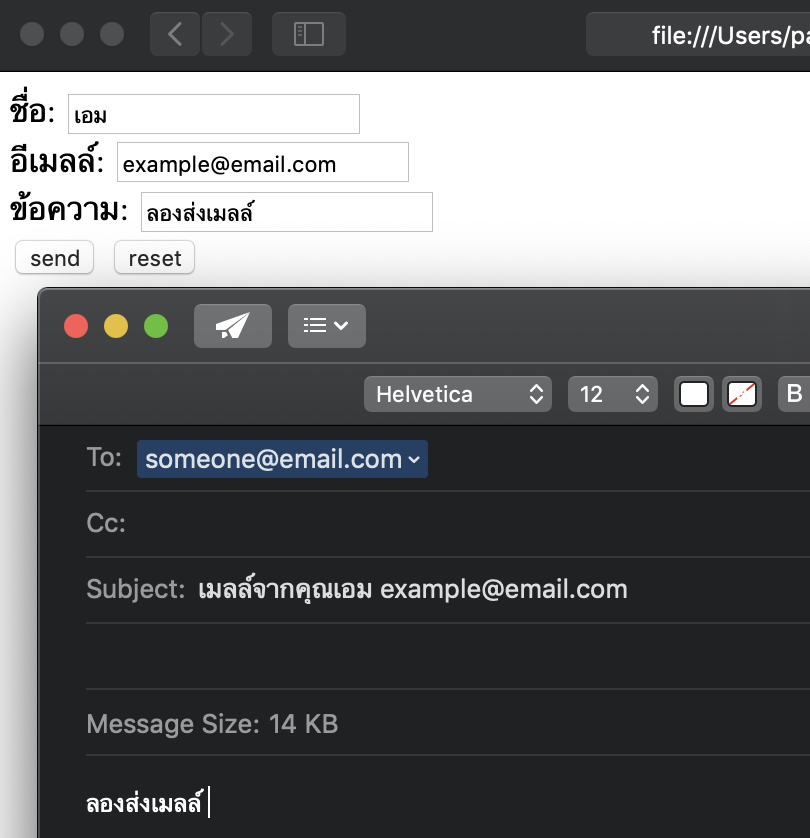 file:///Users/pa
ชื่อ: เอม
อีเมลล์: example@email.com
ข้อความ: ลองส่งเมลล์
send reset
Helvetica 12 B
To: someone@email.com
Cc:
Subject: เมลล์จากคุณเอม example@email.com
Message Size: 14 KB
ลองส่งเมลล์